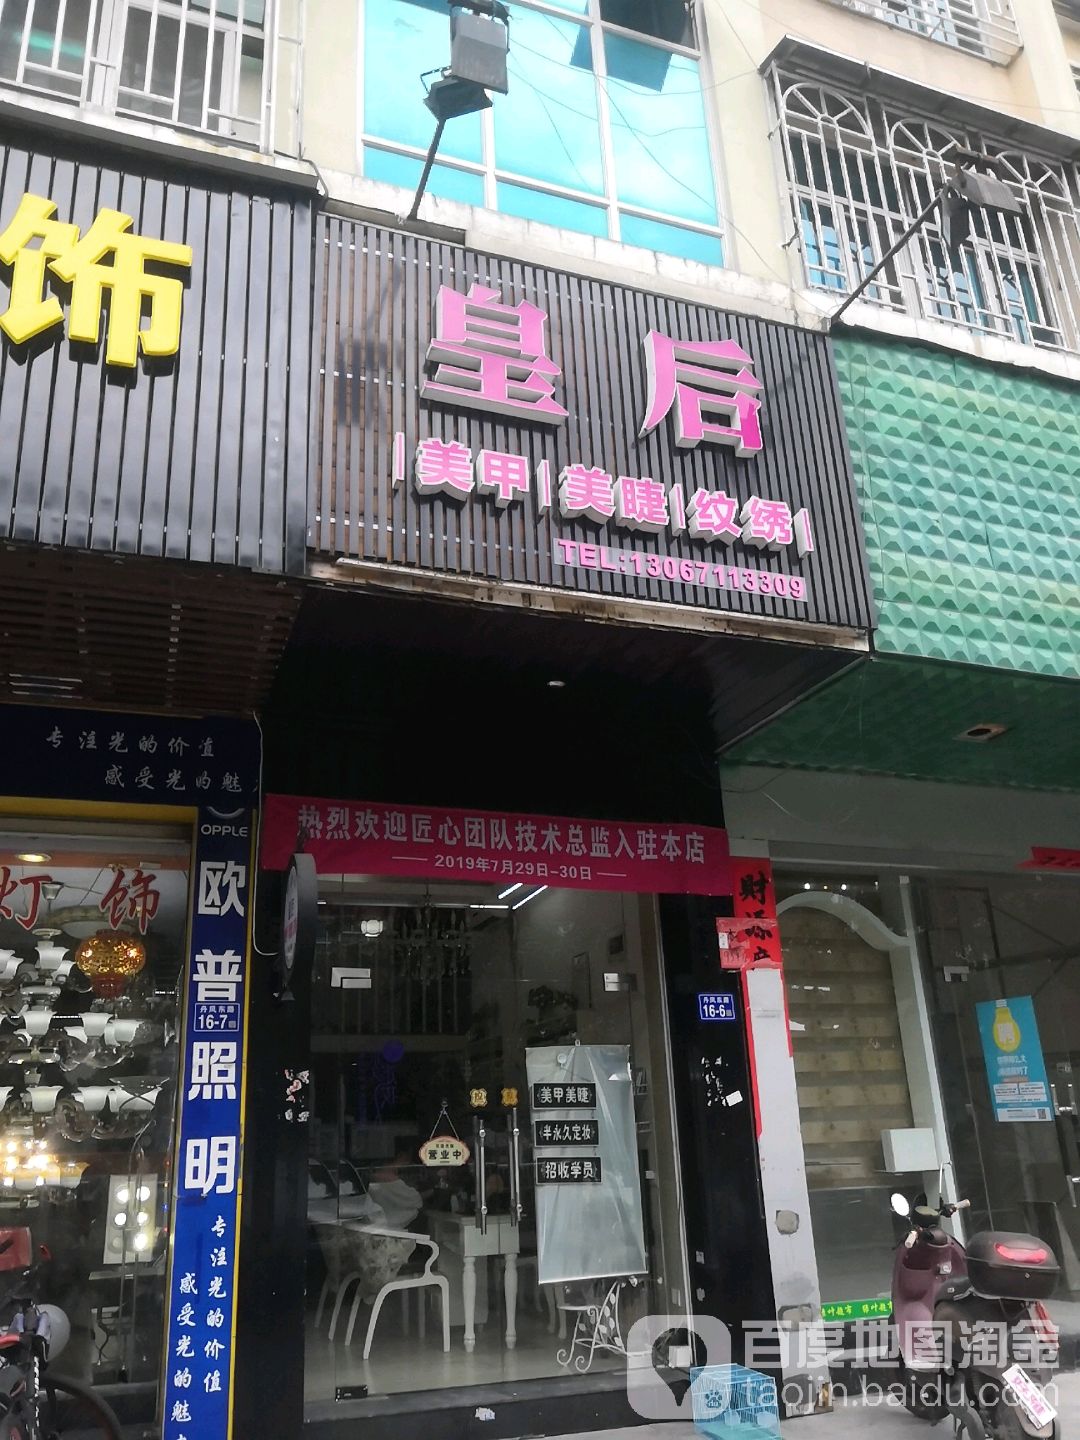 饰
皇后
美甲 美睫 纹绣
TEL:13067113309
专注光的价值
感受光的魅
OPPLE
欧普照明
丹凤东路
16-7
专注光的价值
感受光的魅
灯饰
热烈欢迎匠心团队技术总监入驻本店
2019年7月29日-30日
财源
丹凤东路
16-6
美甲美睫
半永久定妆
招收学员
营业中
聘
百度地图淘金
taojin.baidu.com